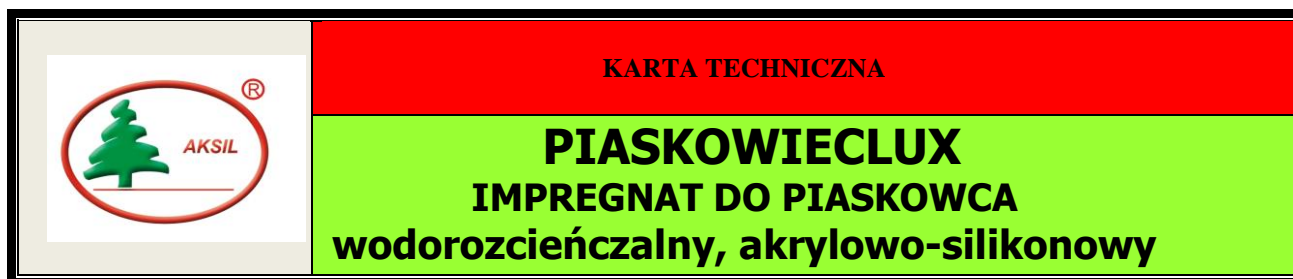 ®
AKSIL
KARTA TECHNICZNA
PIASKOWIECLUX
IMPREGNAT DO PIASKOWCA
wodorozcieńczalny, akrylowo-silikonowy